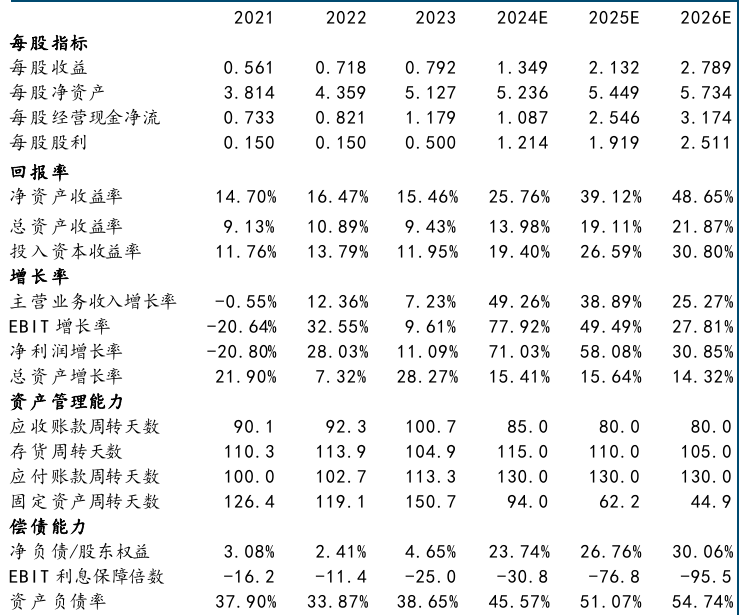 2021 2022 2023 2024E 2025E 2026E
每股指标
每股收益 0.561 0.718 0.792 1.349 2.132 2.789
每股净资产 3.814 4.359 5.127 5.236 5.449 5.734
每股经营现金净流 0.733 0.821 1.179 1.087 2.546 3.174
每股股利 0.150 0.150 0.500 1.214 1.919 2.511
回报率
净资产收益率 14.70% 16.47% 15.46% 25.76% 39.12% 48.65%
总资产收益率 9.13% 10.89% 9.43% 13.98% 19.11% 21.87%
投入资本收益率 11.76% 13.79% 11.95% 19.40% 26.59% 30.80%
增长率
主营业务收入增长率 -0.55% 12.36% 7.23% 49.26% 38.89% 25.27%
EBIT 增长率 -20.64% 32.55% 9.61% 77.92% 49.49% 27.81%
净利润增长率 -20.80% 28.03% 11.09% 71.03% 58.08% 30.85%
总资产增长率 21.90% 7.32% 28.27% 15.41% 15.64% 14.32%
资产管理能力
应收账款周转天数 90.1 92.3 100.7 85.0 80.0 80.0
存货周转天数 110.3 113.9 104.9 115.0 110.0 105.0
应付账款周转天数 100.0 102.7 113.3 130.0 130.0 130.0
固定资产周转天数 126.4 119.1 150.7 94.0 62.2 44.9
偿债能力
净负债/股东权益 3.08% 2.41% 4.65% 23.74% 26.76% 30.06%
EBIT 利息保障倍数 -16.2 -11.4 -25.0 -30.8 -76.8 -95.5
资产负债率 37.90% 33.87% 38.65% 45.57% 51.07% 54.74%